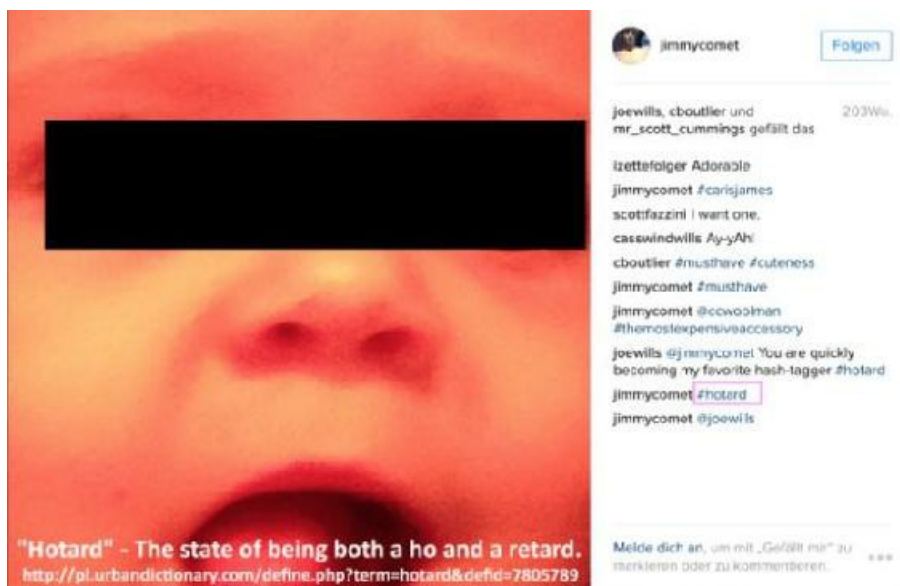 jimmycomet
Folgen
joewills, cboutlier und
203Wo.
mr_scott_cummings gefällt das
lzettefolger Adorable
jimmycomet #carisjames
scottfazzini I want one.
casswindwills Ay-yAh!
cboutlier #musthave #cuteness
jimmycomet #musthave
jimmycomet @ccwoolman
#themostexpensiveaccessory
joewills @jimmycomet You are quickly
becoming my favorite hash-tagger #hotard
jimmycomet #hotard
jimmycomet @joewills
Melde dich an, um mit „Gefällt mir“ zu
markieren oder zu kommentieren.
"Hotard" - The state of being both a ho and a retard.
http://pl.urbandictionary.com/define.php?term=hotard&defid=7805789